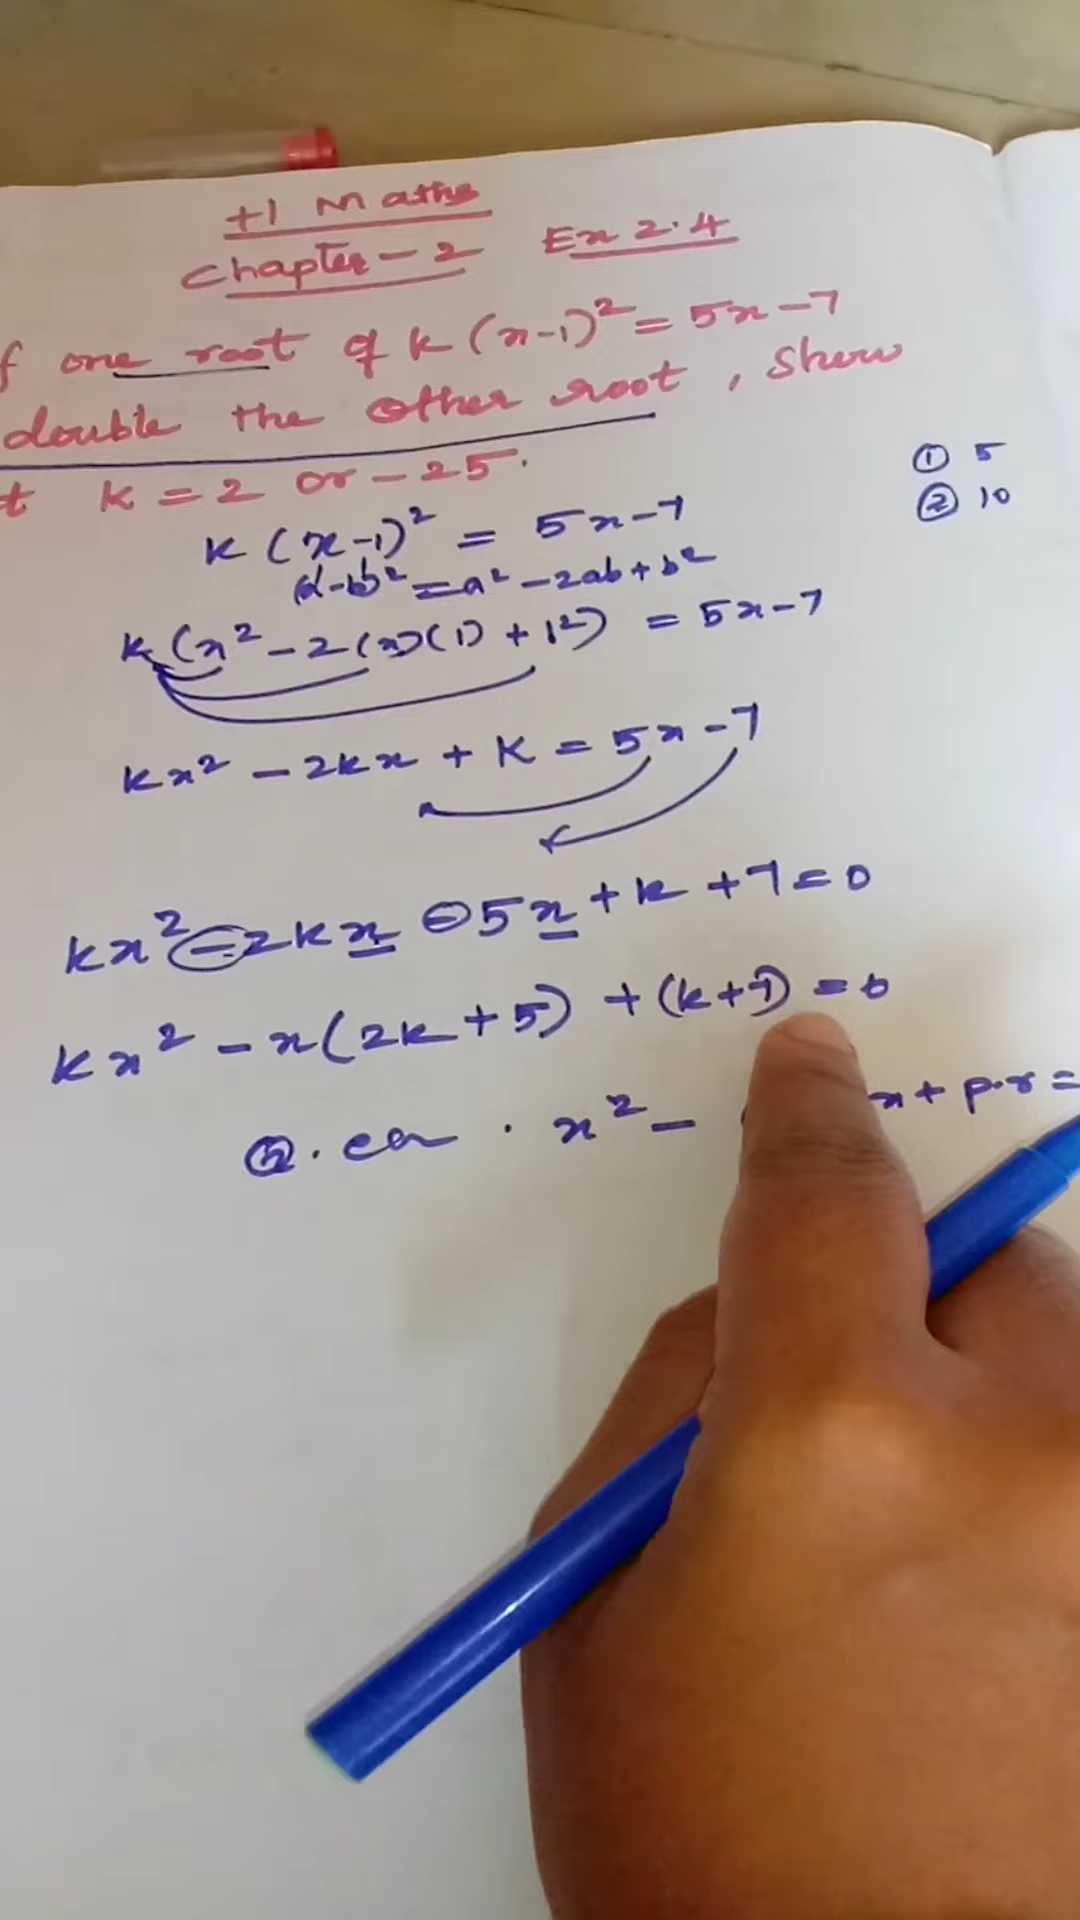 +1 Maths
Chapter-2 Ex 2.4
f one root of k (x-1)² = 5x-7
double the other root, show
t k = 2 or -25.
① 5
② 10
k (x-1)² = 5x-7
(a-b)² = a² - 2ab + b²
k (x² - 2(x)(1) + 1²) = 5x-7
kx² - 2kx + k = 5x-7
kx² - 2kx - 5x + k + 7 = 0
kx² - x(2k+5) + (k+7) = 0
Q. en . x² - x + p.r =